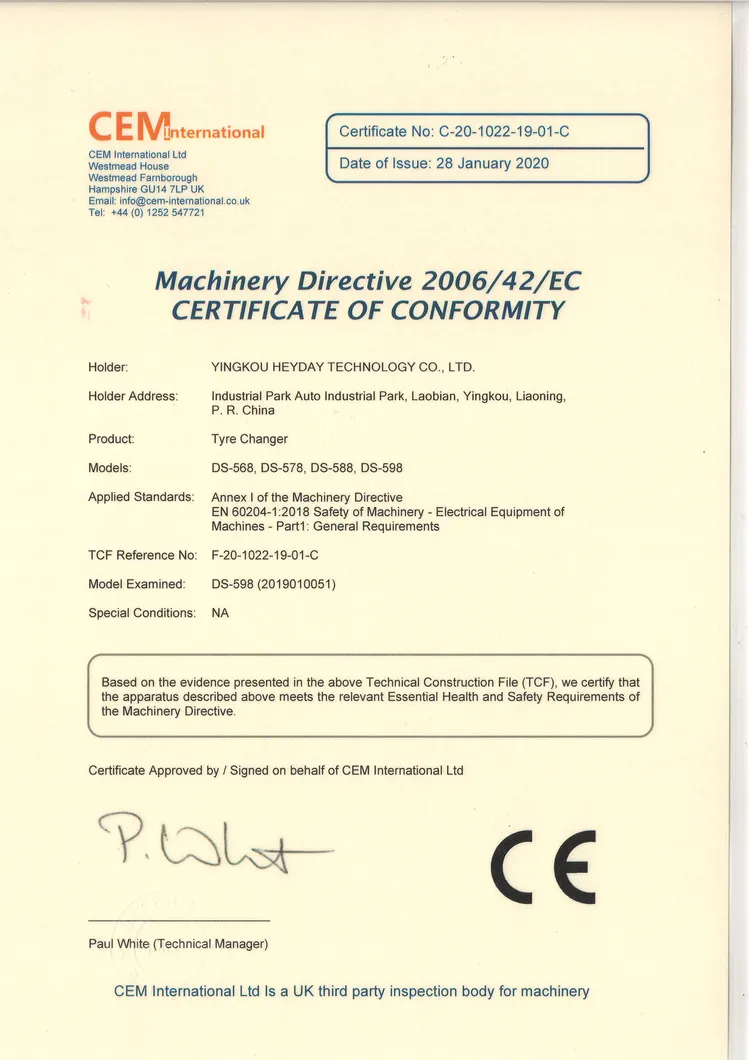 CEM International
CEM International Ltd
Westmead House
Westmead Farnborough
Hampshire GU14 7LP UK
Email: info@cem-international.co.uk
Tel: +44 (0) 1252 547721
Certificate No: C-20-1022-19-01-C
Date of Issue: 28 January 2020
Machinery Directive 2006/42/EC
CERTIFICATE OF CONFORMITY
Holder: YINGKOU HEYDAY TECHNOLOGY CO., LTD.
Holder Address: Industrial Park Auto Industrial Park, Laobian, Yingkou, Liaoning,
P. R. China
Product: Tyre Changer
Models: DS-568, DS-578, DS-588, DS-598
Applied Standards: Annex I of the Machinery Directive
EN 60204-1:2018 Safety of Machinery - Electrical Equipment of
Machines - Part1: General Requirements
TCF Reference No: F-20-1022-19-01-C
Model Examined: DS-598 (2019010051)
Special Conditions: NA
Based on the evidence presented in the above Technical Construction File (TCF), we certify that
the apparatus described above meets the relevant Essential Health and Safety Requirements of
the Machinery Directive.
Certificate Approved by / Signed on behalf of CEM International Ltd
P. White
CE
Paul White (Technical Manager)
CEM International Ltd Is a UK third party inspection body for machinery